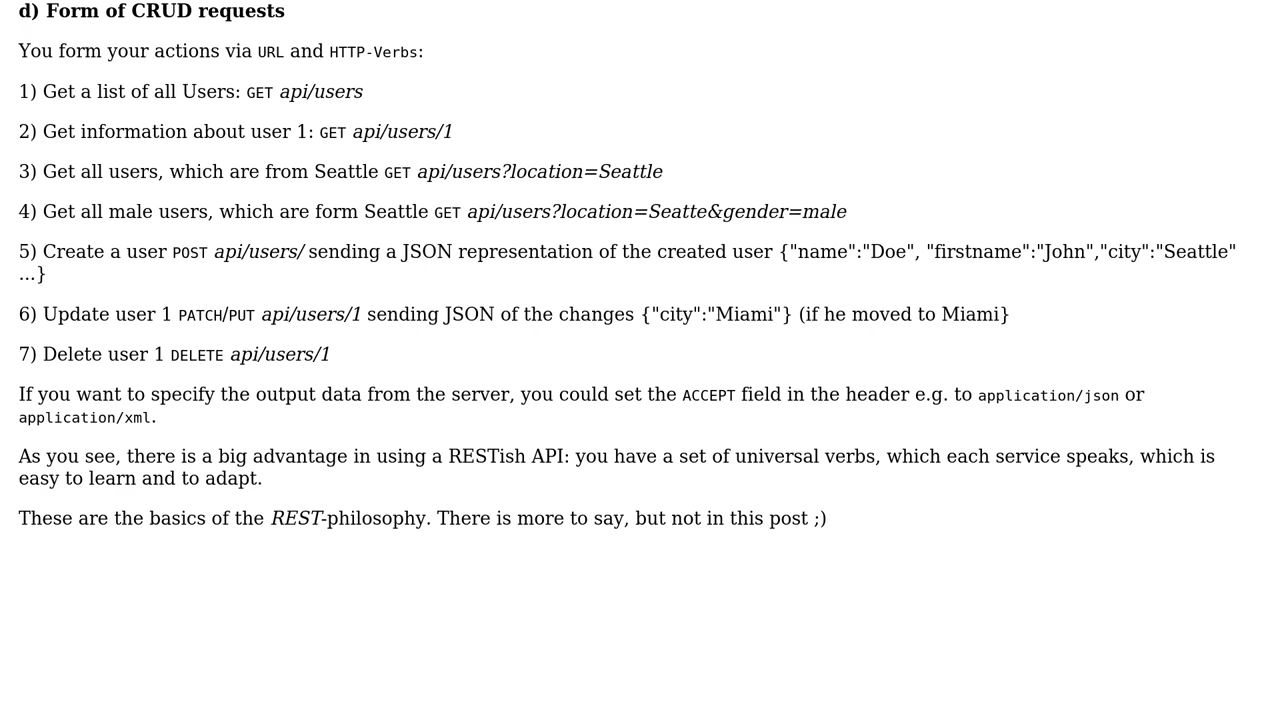 d) Form of CRUD requests
You form your actions via URL and HTTP-Verbs:
1) Get a list of all Users: GET api/users
2) Get information about user 1: GET api/users/1
3) Get all users, which are from Seattle GET api/users?location=Seattle
4) Get all male users, which are form Seattle GET api/users?location=Seatte&gender=male
5) Create a user POST api/users/ sending a JSON representation of the created user {"name":"Doe", "firstname":"John","city":"Seattle"
...}
6) Update user 1 PATCH/PUT api/users/1 sending JSON of the changes {"city":"Miami"} (if he moved to Miami}
7) Delete user 1 DELETE api/users/1
If you want to specify the output data from the server, you could set the ACCEPT field in the header e.g. to application/json or
application/xml.
As you see, there is a big advantage in using a RESTish API: you have a set of universal verbs, which each service speaks, which is
easy to learn and to adapt.
These are the basics of the REST-philosophy. There is more to say, but not in this post ;)